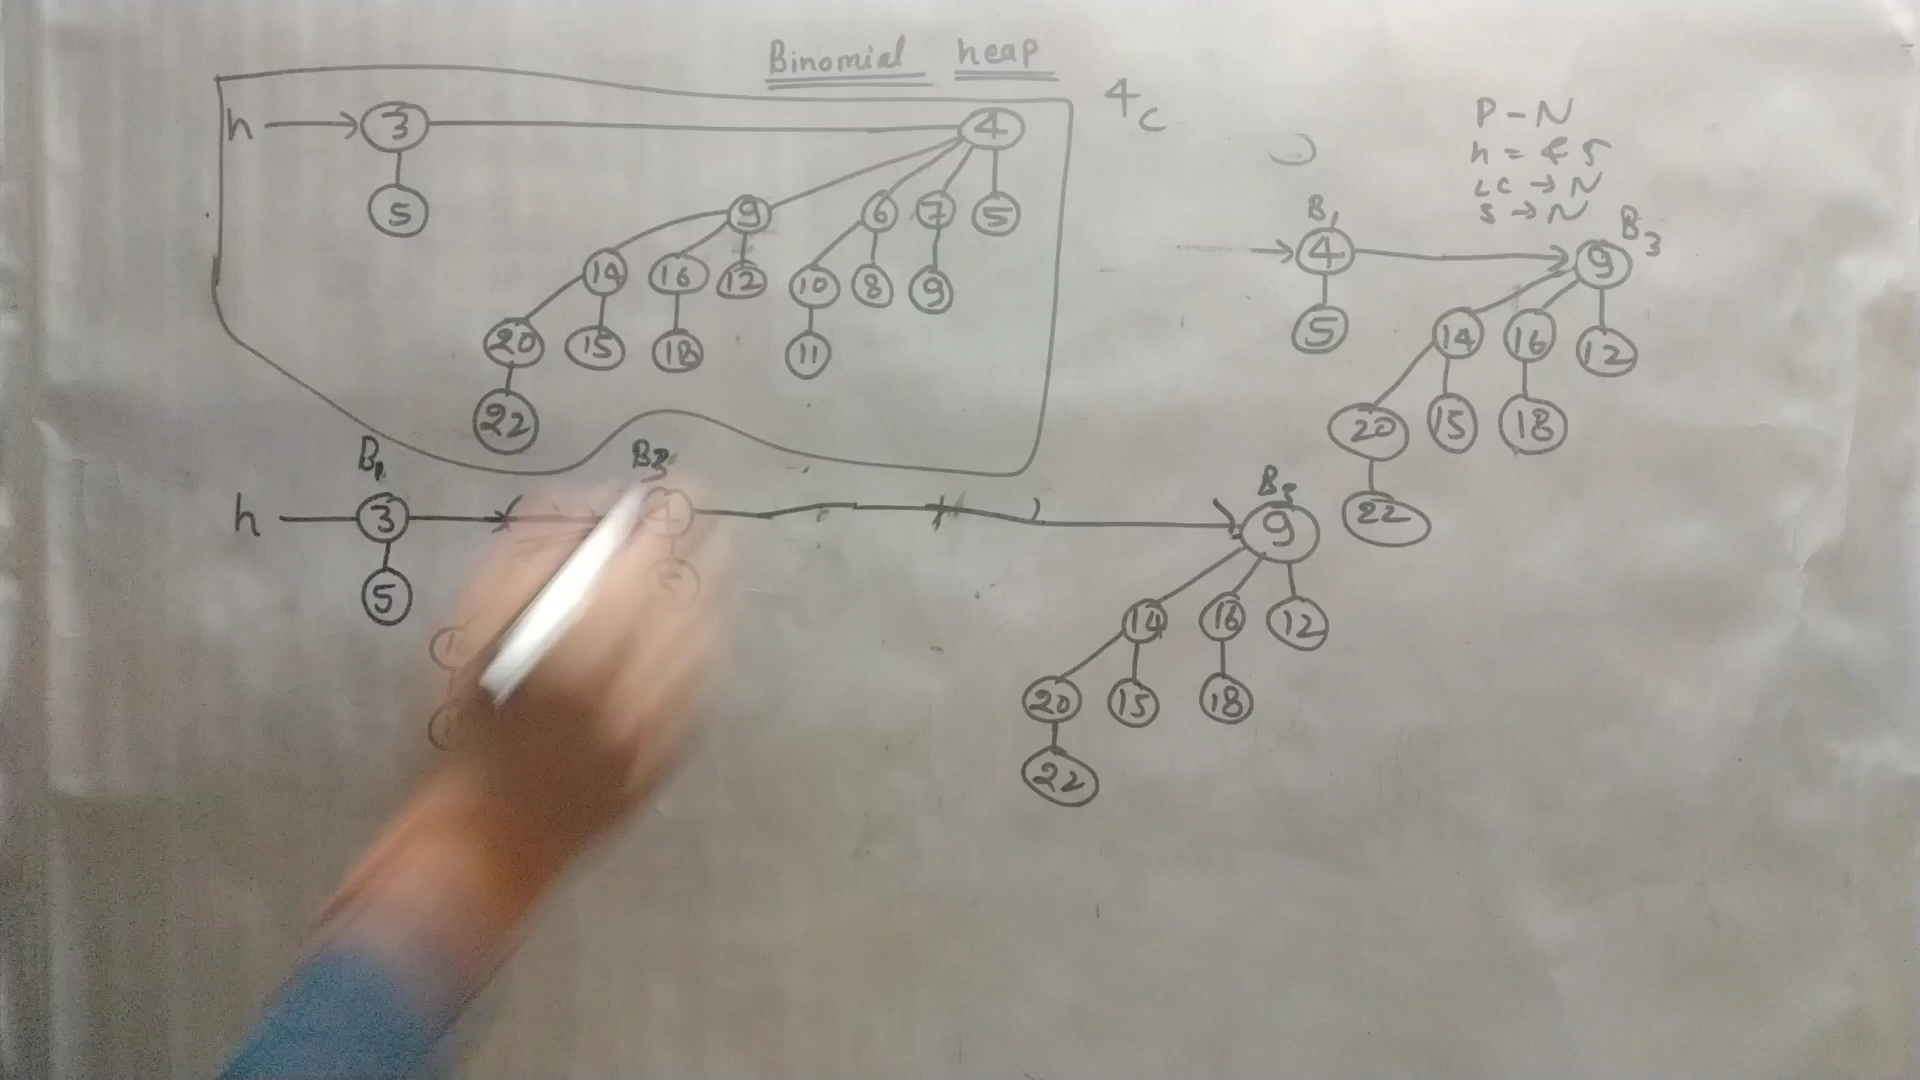 Binomial heap
h 3 4
5 9 6 7 5
14 16 12 10 8 9
20 15 18 11
22
4c
P - N
LC → N
S → N
B1 B3
4 9
5 14 16 12
20 15 18
22
B1
h 3 9
5 14 16 12
20 15 18
22